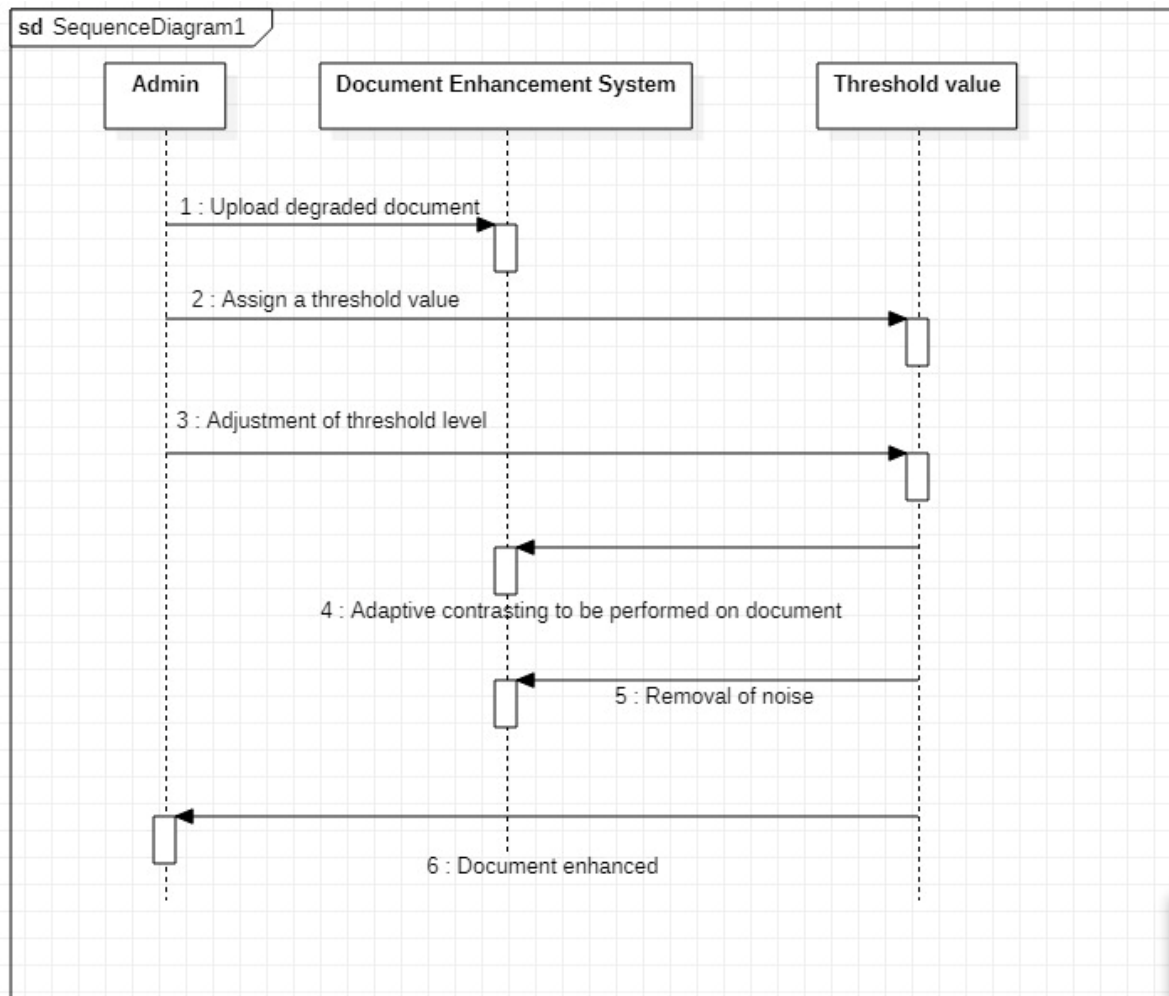 sd SequenceDiagram1
Admin
Document Enhancement System
Threshold value
1 : Upload degraded document
2 : Assign a threshold value
3 : Adjustment of threshold level
4 : Adaptive contrasting to be performed on document
5 : Removal of noise
6 : Document enhanced